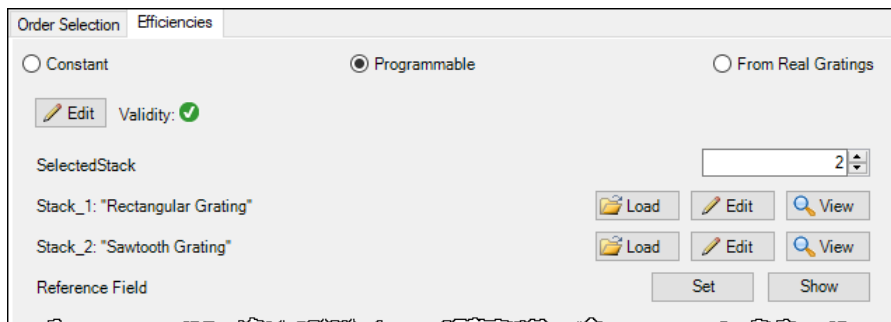 Order Selection Efficiencies
Constant Programmable From Real Gratings
Edit Validity:
SelectedStack 2
Stack_1: "Rectangular Grating" Load Edit View
Stack_2: "Sawtooth Grating" Load Edit View
Reference Field Set Show